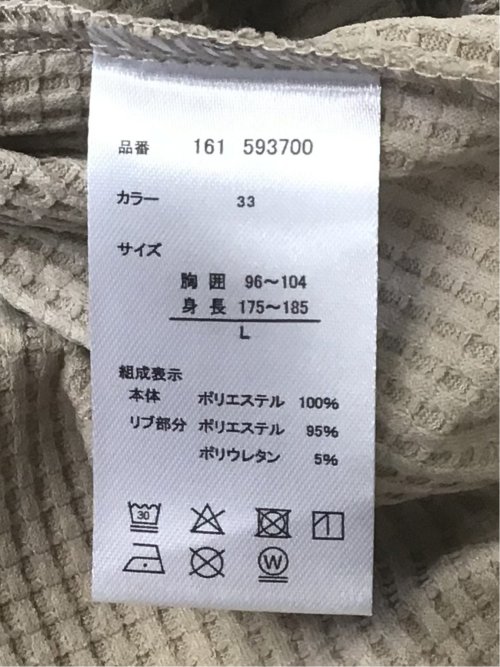 品番 161 593700
カラー 33
サイズ
胸囲 96～104
身長 175～185
L
組成表示
本体 ポリエステル 100%
リブ部分 ポリエステル 95%
ポリウレタン 5%
30
W